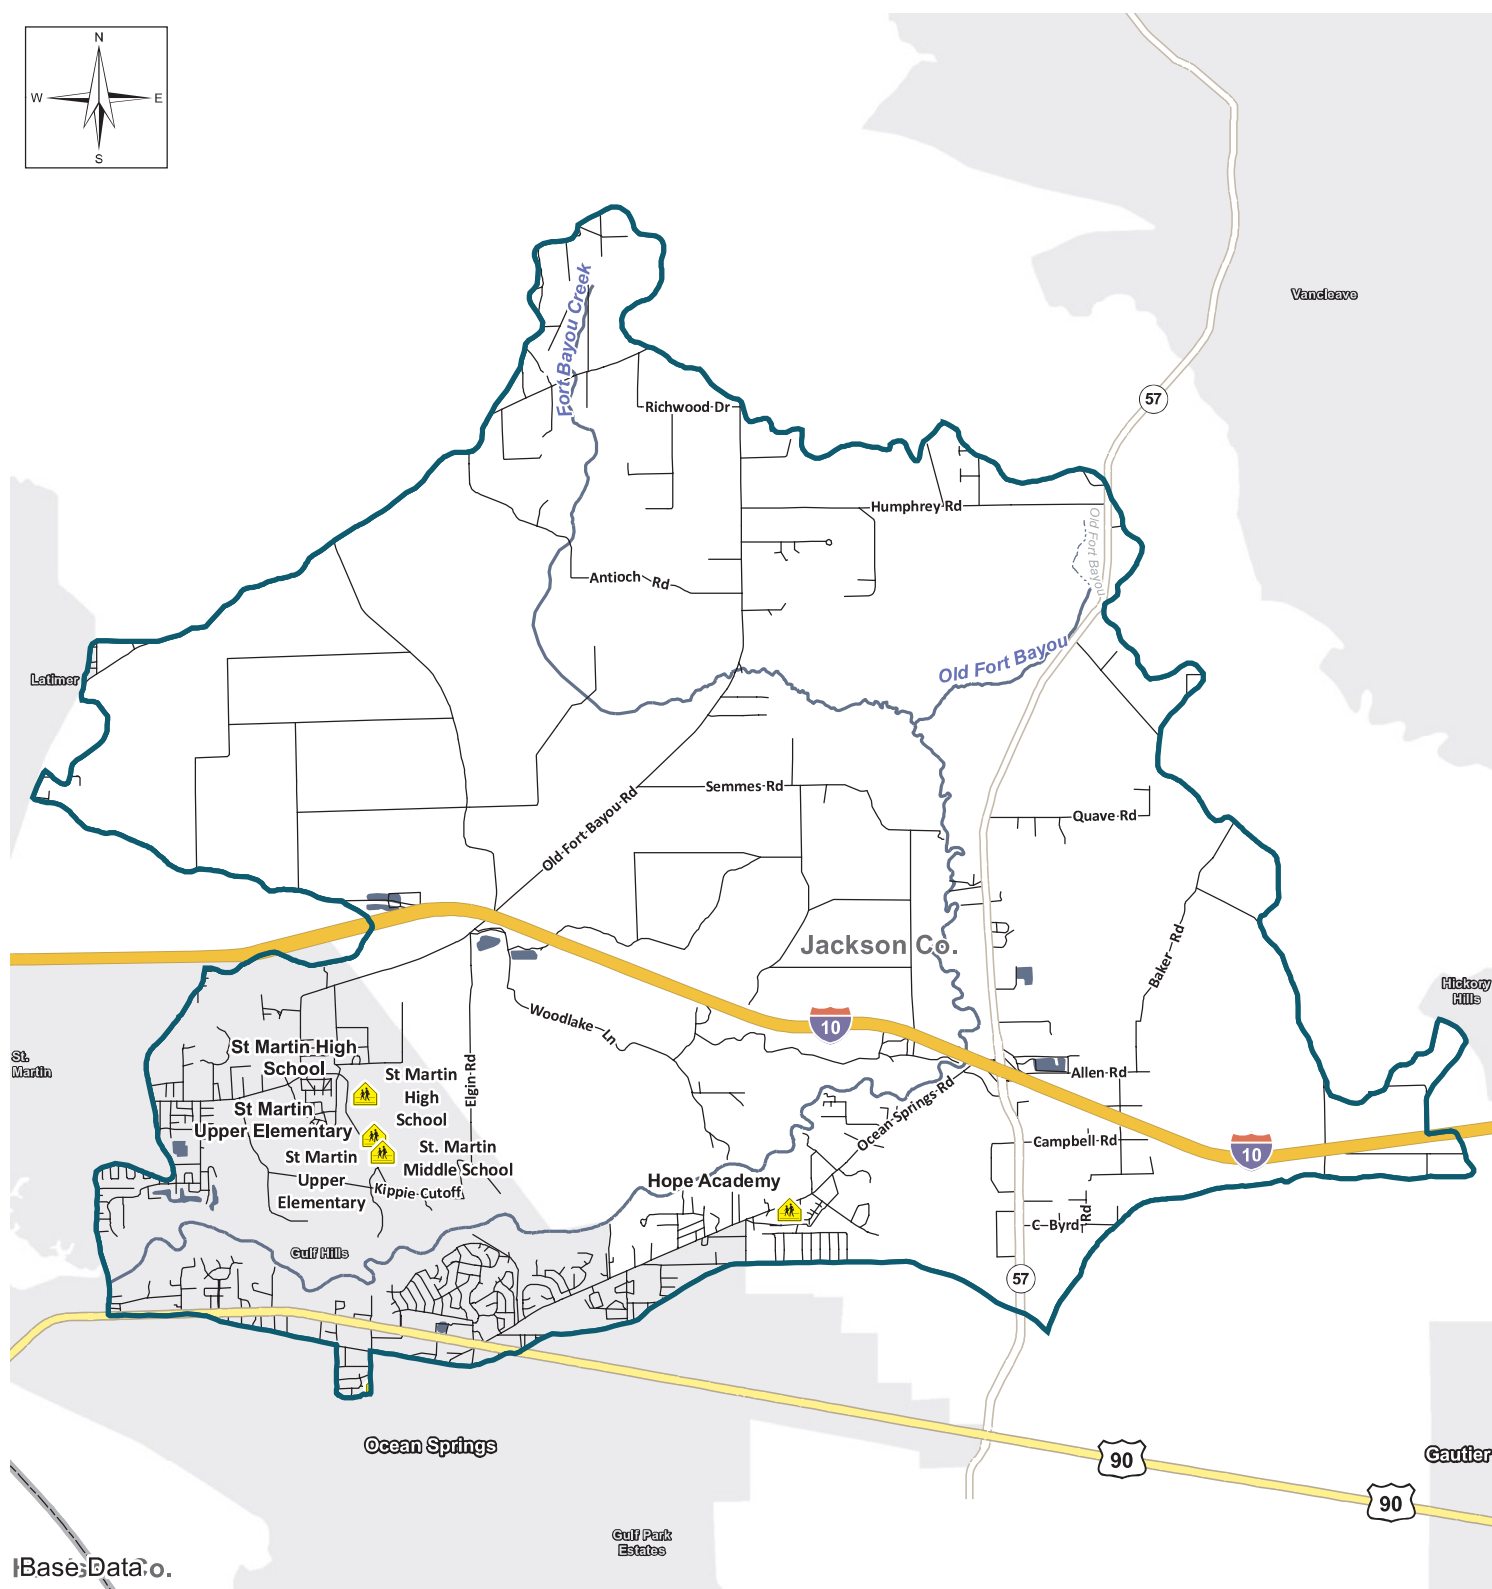 N
W
E
S
Vancleave
Fort Bayou Creek
57
Richwood Dr
Humphrey Rd
Old Fort Bayou
Antioch Rd
Old Fort Bayou
Latimer
Semmes Rd
Old Fort Bayou Rd
Quave Rd
Jackson Co.
Baker Rd
Hickory
Hills
Woodlake Ln
10
St.
Martin
St Martin High
School
St Martin
High
School
Elgin Rd
Allen Rd
St Martin
Upper Elementary
Ocean Springs Rd
Campbell Rd
10
St Martin
Upper
Elementary
St. Martin
Middle School
Kippie Cutoff
Hope Academy
C Byrd Rd
Gulf Hills
57
Ocean Springs
90
Gautier
90
Gulf Park
Estates
Base Data
Co.